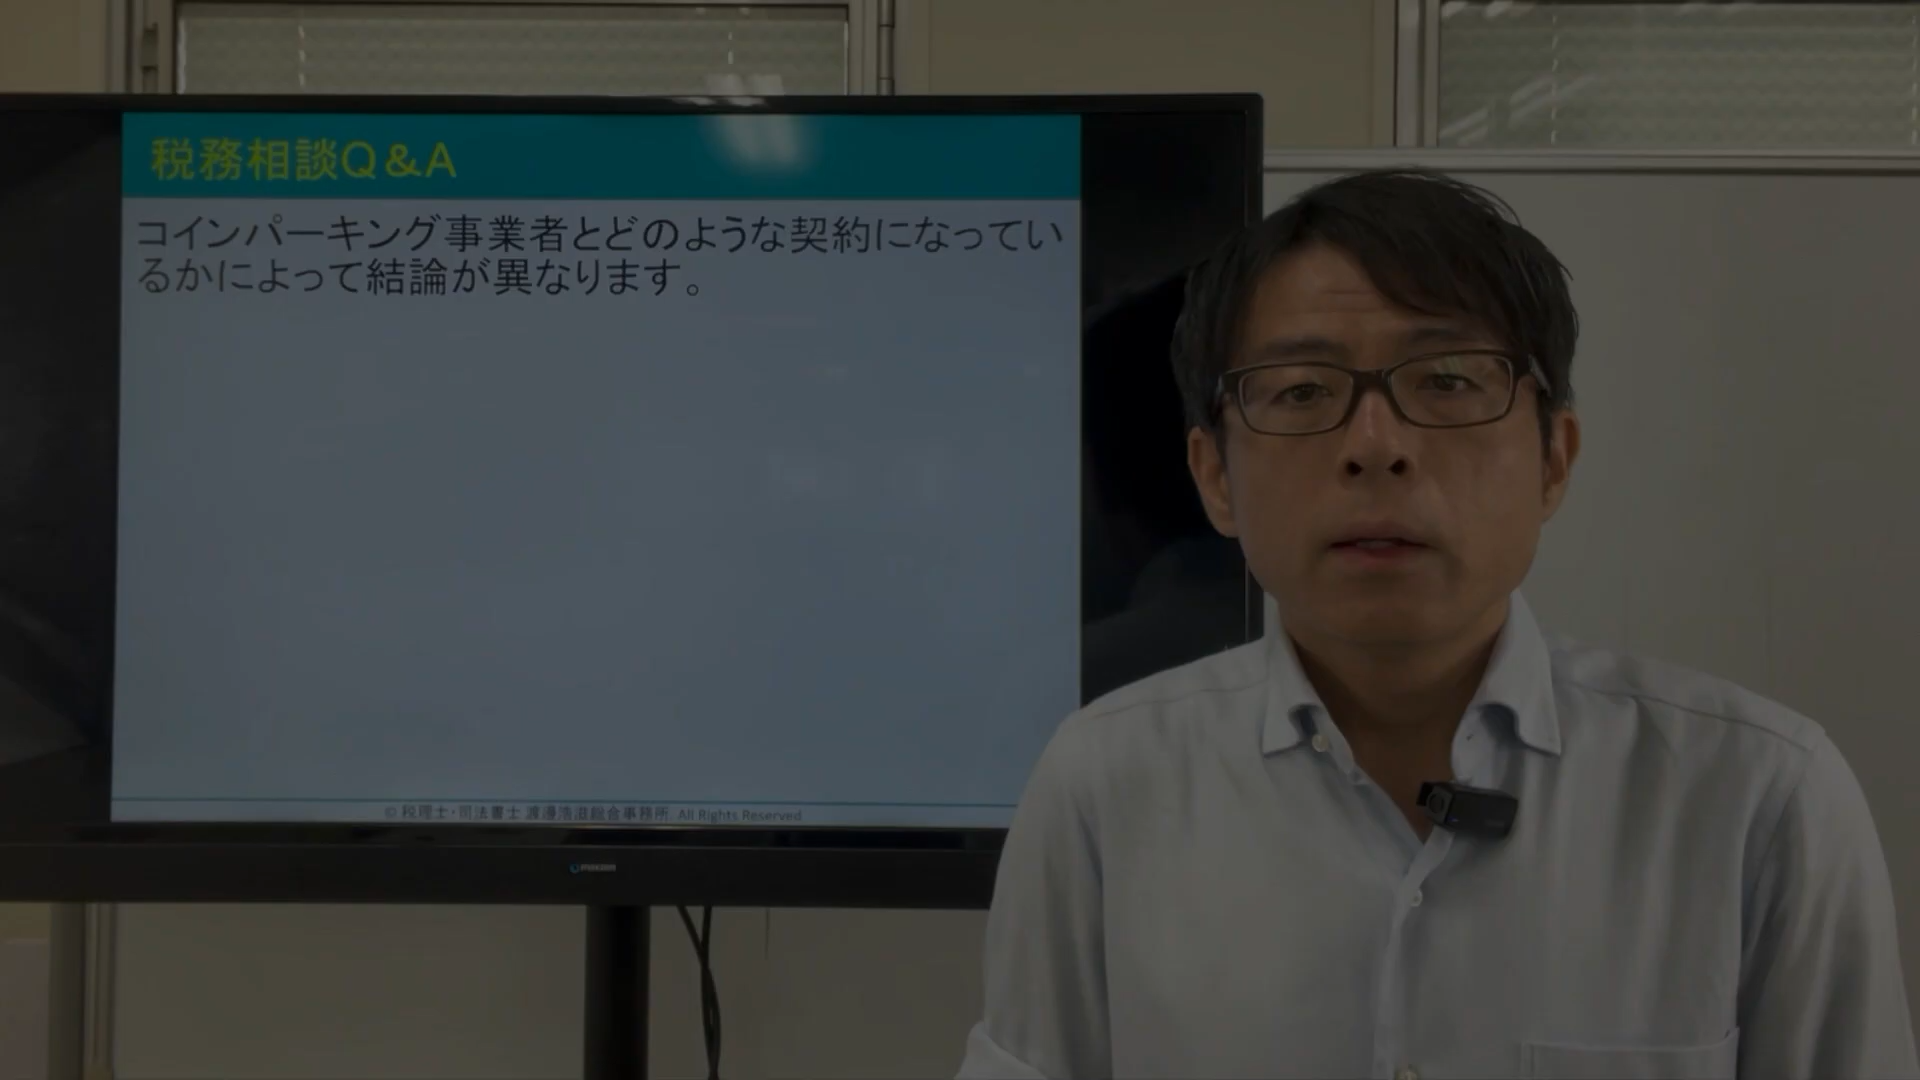 税務相談Q＆A
コインパーキング事業者とどのような契約になってい
るかによって結論が異なります。
© 税理士・司法書士 渡邊浩滋総合事務所. All Rights Reserved